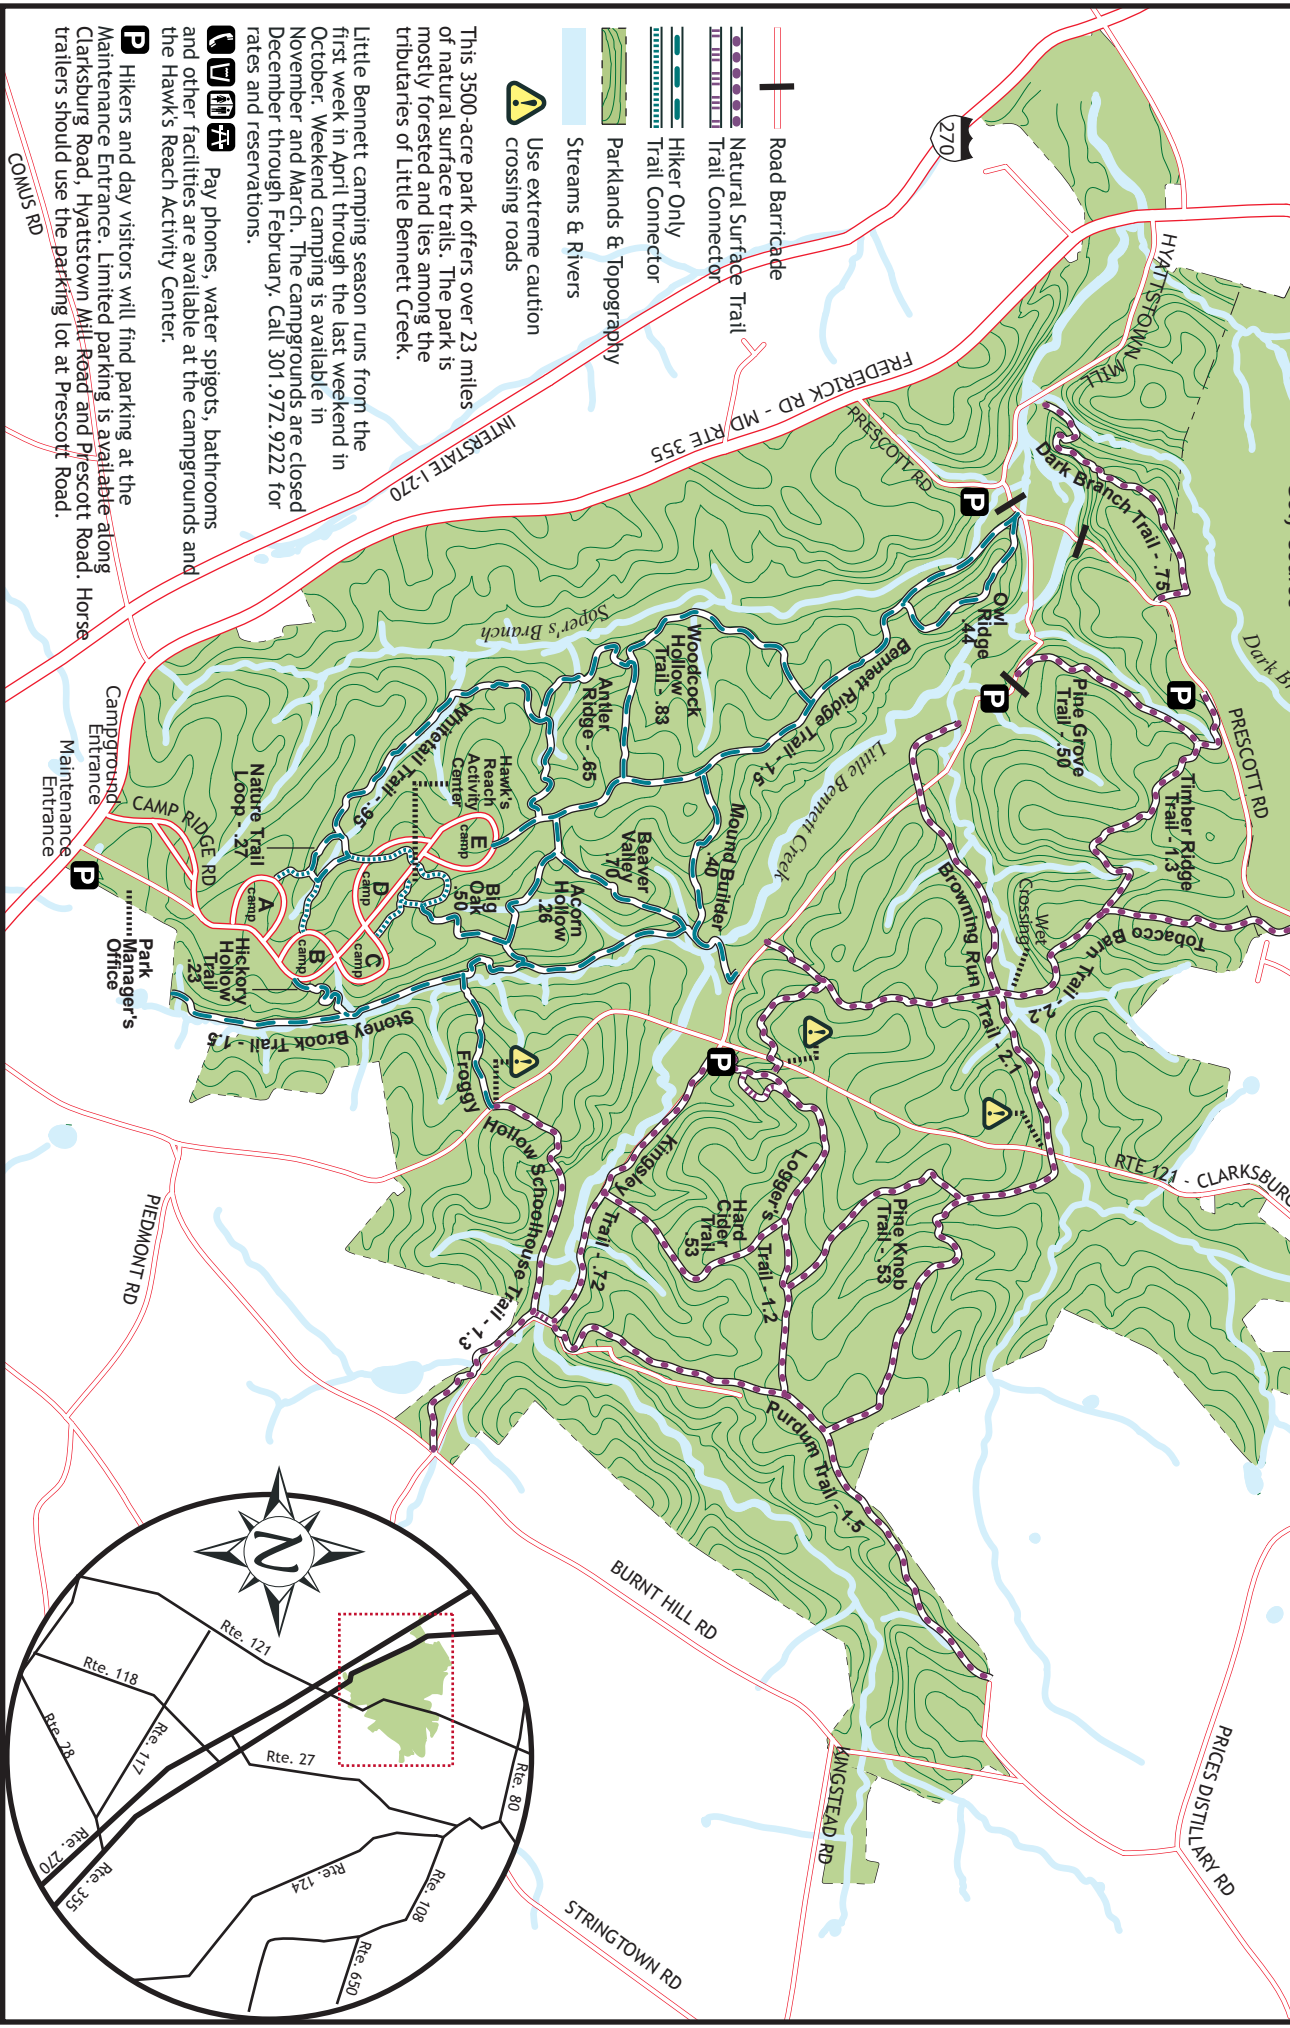 Road Barricade
Natural Surface Trail
Trail Connector
Hiker Only
Trail Connector
Parklands & Topography
Streams & Rivers
Use extreme caution
crossing roads
This 3500-acre park offers over 23 miles
of natural surface trails. The park is
mostly forested and lies among the
tributaries of Little Bennett Creek.
Little Bennett camping season runs from the
first week in April through the last weekend in
October. Weekend camping is available in
November and March. The campgrounds are closed
December through February. Call 301.972.9222 for
rates and reservations.
Pay phones, water spigots, bathrooms
and other facilities are available at the campgrounds and
the Hawk's Reach Activity Center.
P Hikers and day visitors will find parking at the
Maintenance Entrance. Limited parking is available along
Clarksburg Road, Hyattstown Mill Road and Prescott Road. Horse
trailers should use the parking lot at Prescott Road.
COMUS RD
270
INTERSTATE I-270
FREDERICK RD - MD RTE 355
HYATTSTOWN
MILL
PRESCOTT RD
P
Dark Branch Trail - .75
Owl
Ridge
.44
Pine Grove
Trail - .50
P
P
PRESCOTT RD
Timber Ridge
Trail - 1.3
Tobacco Barn Trail - 2.2
Wet
Crossing
Browning Run Trail - 2.1
Soper's Branch
Bennett Ridge Trail - 1.5
Little Bennett Creek
Woodcock
Hollow
Trail - .83
Antler
Ridge - .65
Mound Builder
.40
Beaver
Valley
.70
Acorn
Hollow
.26
Big
Oak
.50
Whitetail Trail - .95
Hawk's
Reach
Activity
Center
E
camp
D
camp
C
camp
B
camp
A
camp
Nature Trail
Loop - .27
Hickory
Hollow
Trail
.23
CAMP RIDGE RD
Campground
Entrance
Maintenance
Entrance
P
Park
Manager's
Office
Stoney Brook Trail - 1.5
Froggy Hollow Schoolhouse Trail - 1.3
P
Kingsley Trail - .72
Logger's Trail - 1.2
Hard
Cider
Trail
.53
Pine Knob
Trail - .53
Purdum Trail - 1.5
RTE 121 - CLARKSBURG
PIEDMONT RD
BURNT HILL RD
KINGSTEAD RD
PRICES DISTILLARY RD
STRINGTOWN RD
N
Rte. 121
Rte. 118
Rte. 28
Rte. 117
Rte. 27
Rte. 80
Rte. 270
Rte. 355
Rte. 124
Rte. 108
Rte. 650